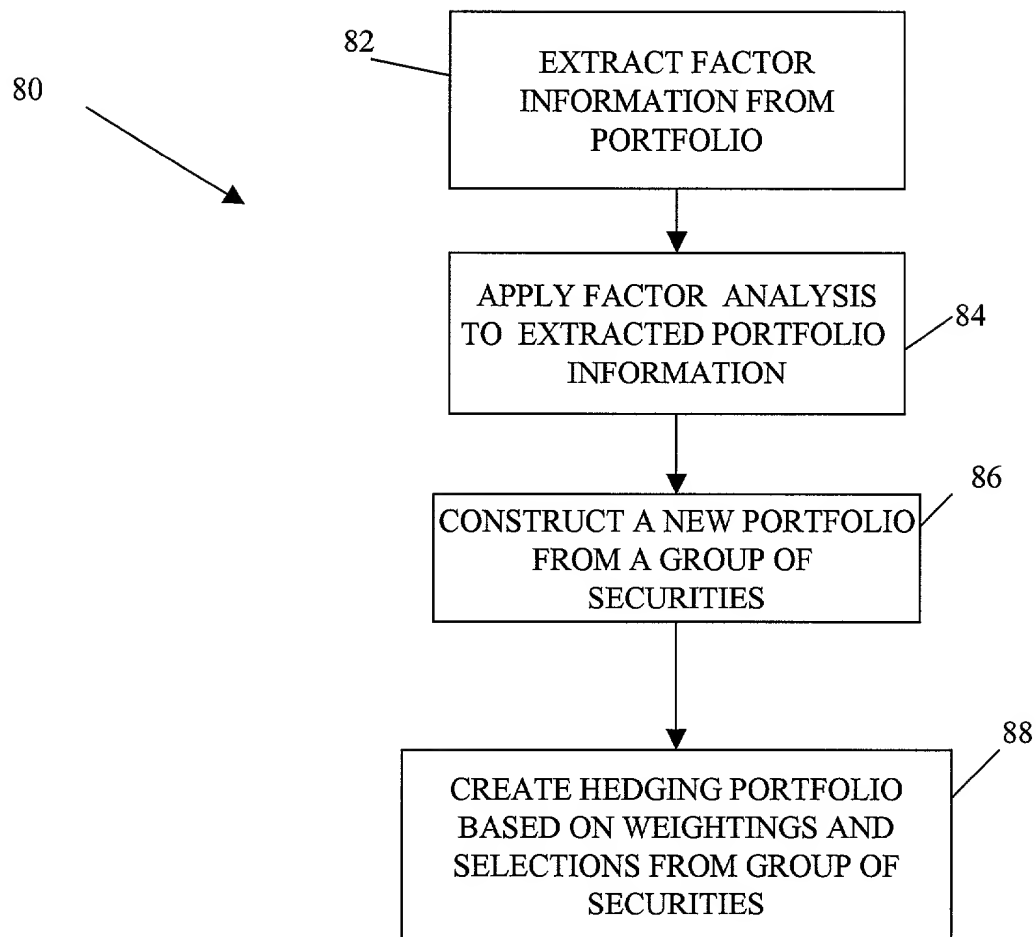 82
EXTRACT FACTOR
INFORMATION FROM
PORTFOLIO
80
APPLY FACTOR ANALYSIS
TO EXTRACTED PORTFOLIO
INFORMATION
84
86
CONSTRUCT A NEW PORTFOLIO
FROM A GROUP OF
SECURITIES
88
CREATE HEDGING PORTFOLIO
BASED ON WEIGHTINGS AND
SELECTIONS FROM GROUP OF
SECURITIES